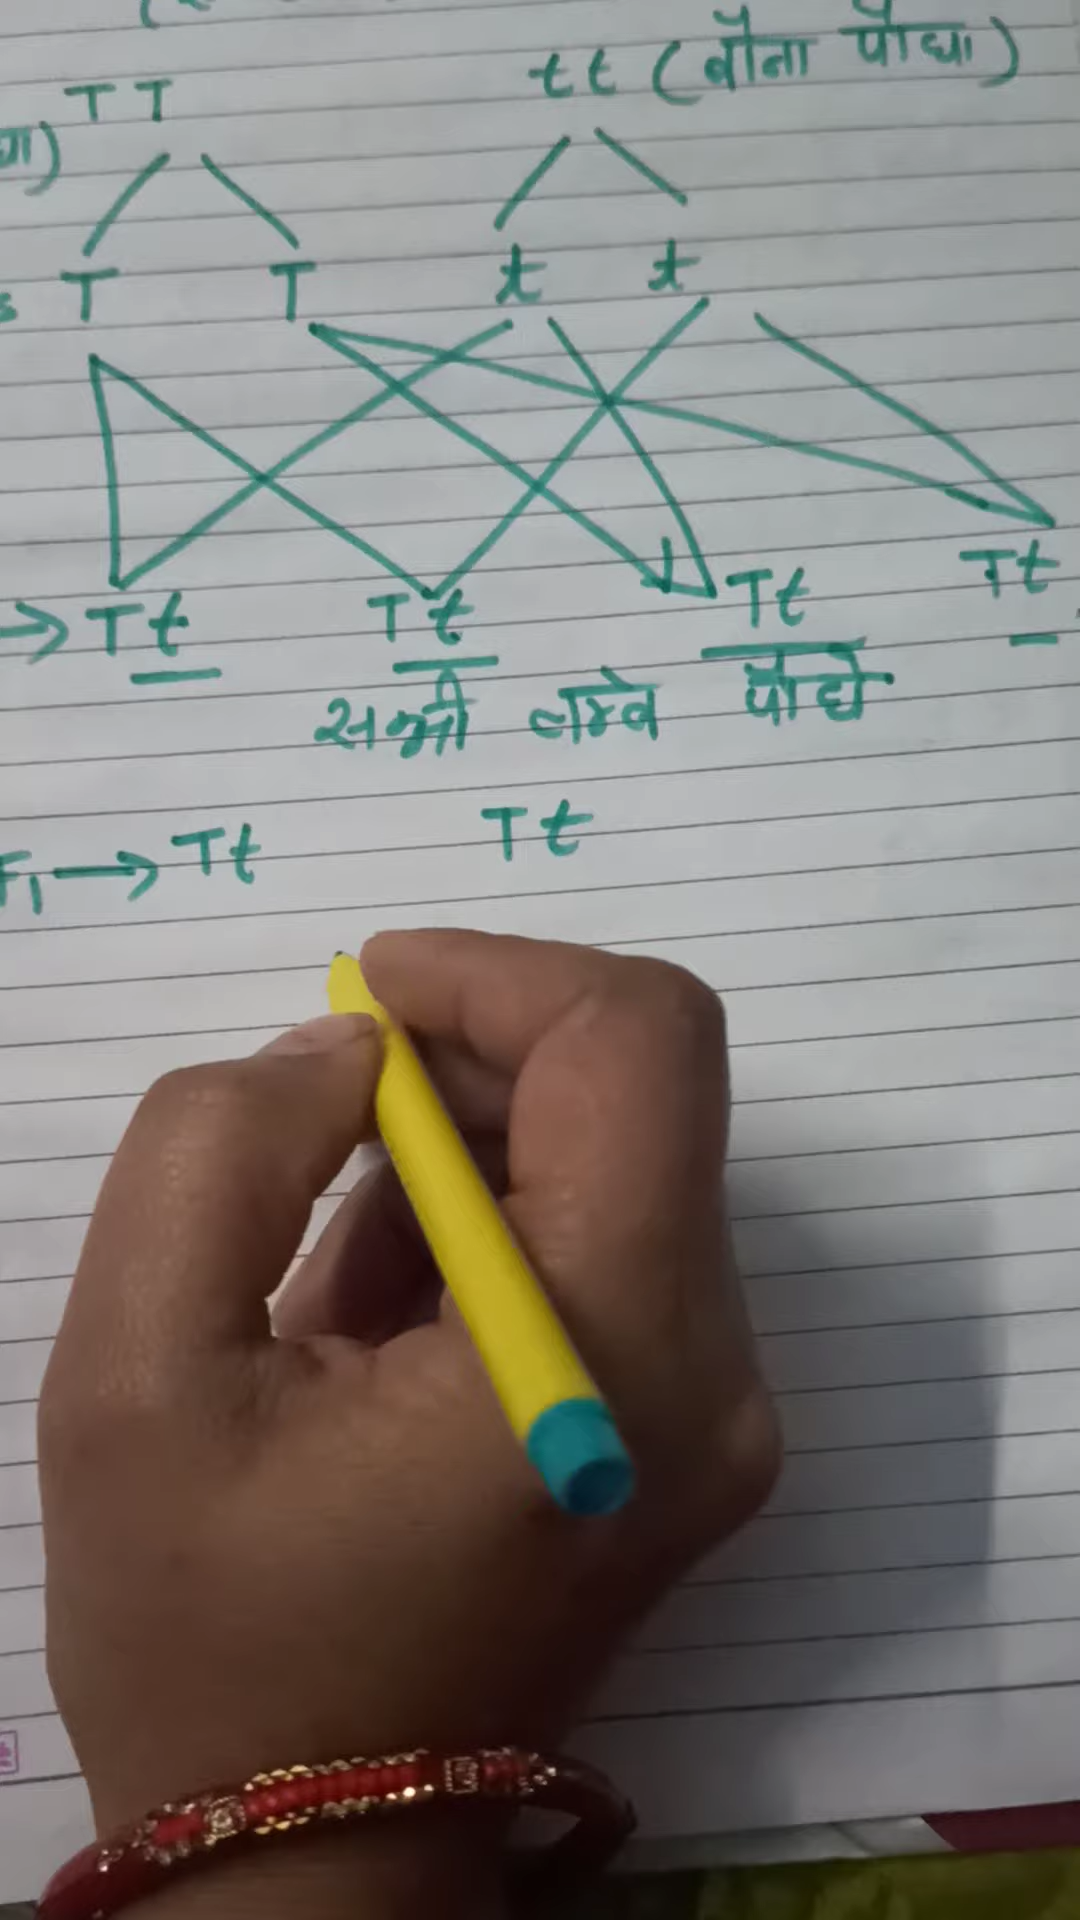 TT tt (बौना पौधा)
T T t t
→ Tt Tt Tt Tt
सभी लम्बे पौधे
F₁ → Tt Tt